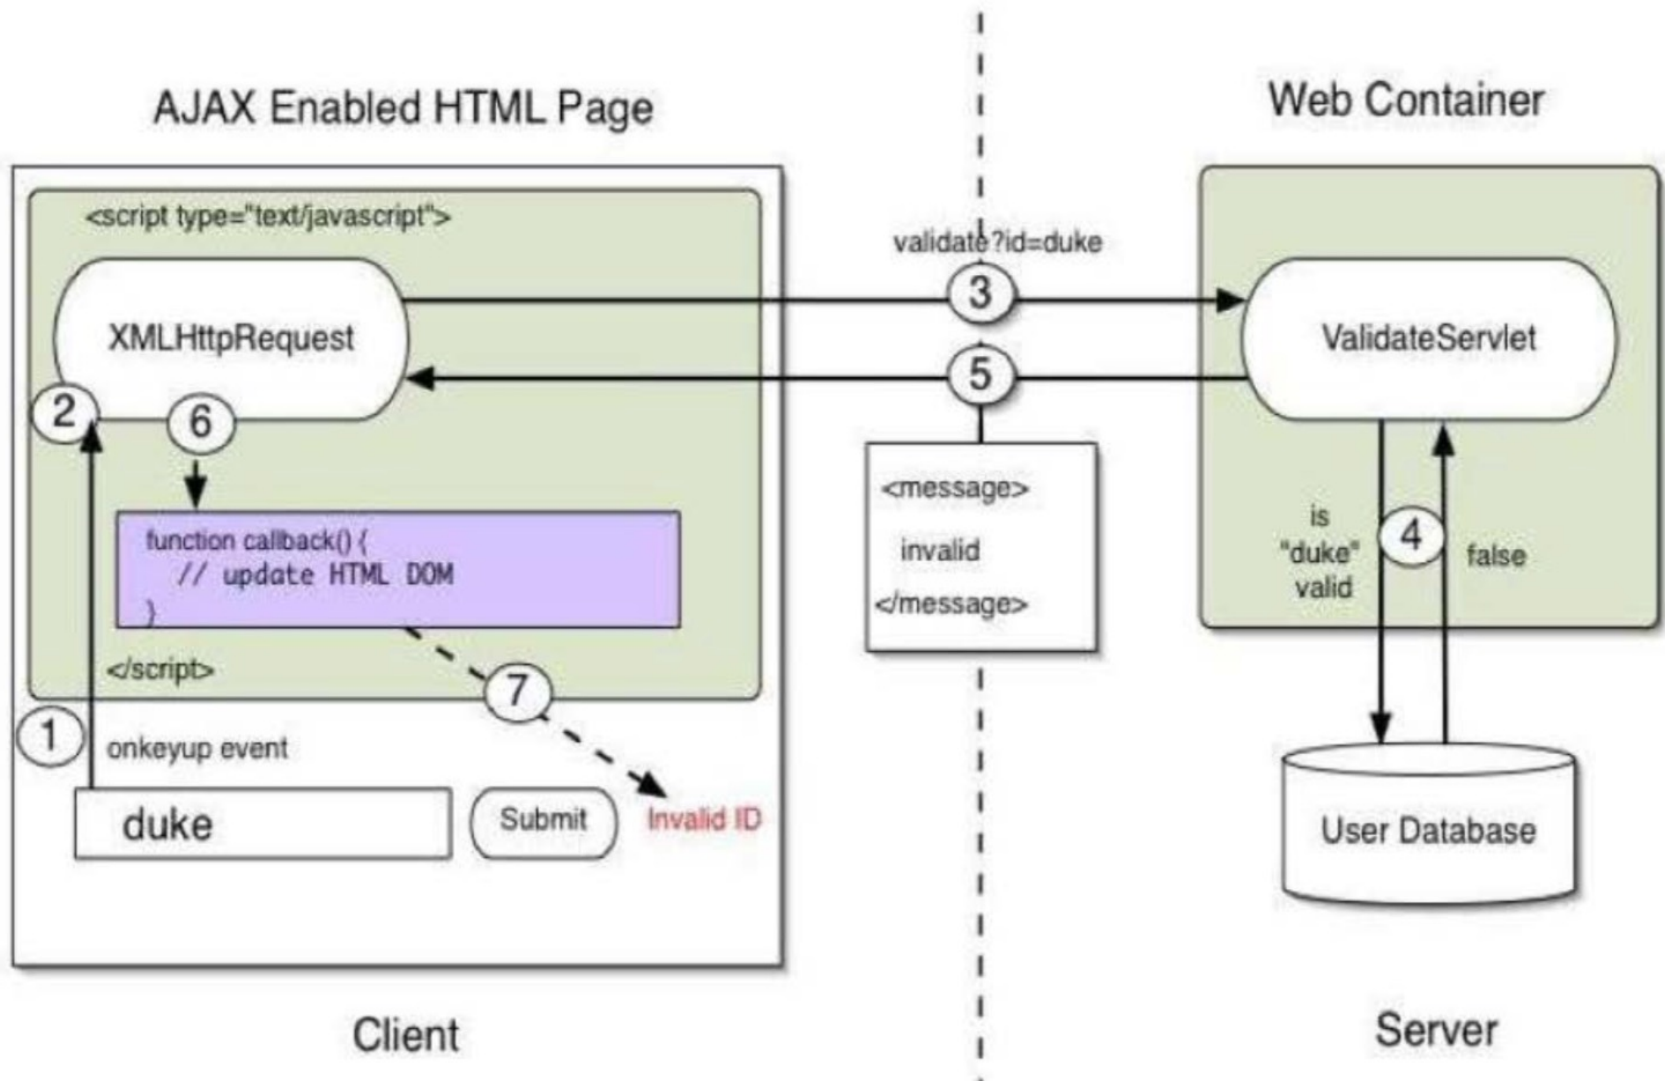 AJAX Enabled HTML Page
Web Container
<script type="text/javascript">
validate?id=duke
3
XMLHttpRequest
ValidateServlet
5
2
6
<message>
invalid
</message>
is
"duke"
valid
4
false
function callback() {
// update HTML DOM
}
</script>
7
1
onkeyup event
duke
Submit
Invalid ID
User Database
Client
Server